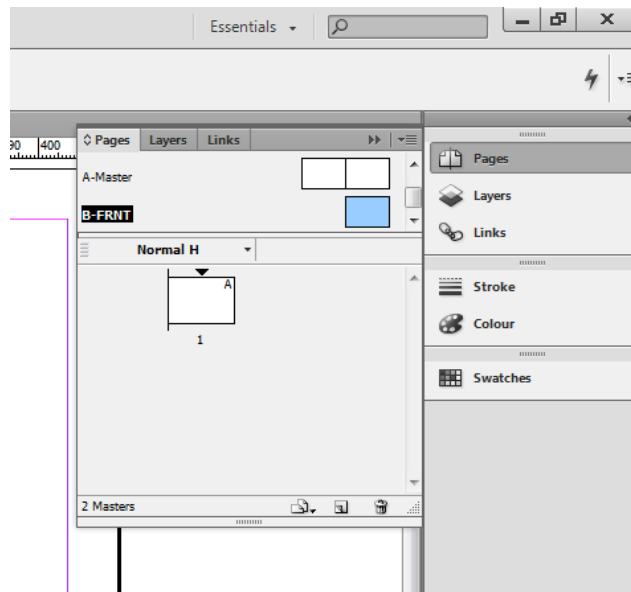 Essentials
90 400
Pages Layers Links
A-Master
B-FRNT
Normal H
A
1
2 Masters
Pages
Layers
Links
Stroke
Colour
Swatches